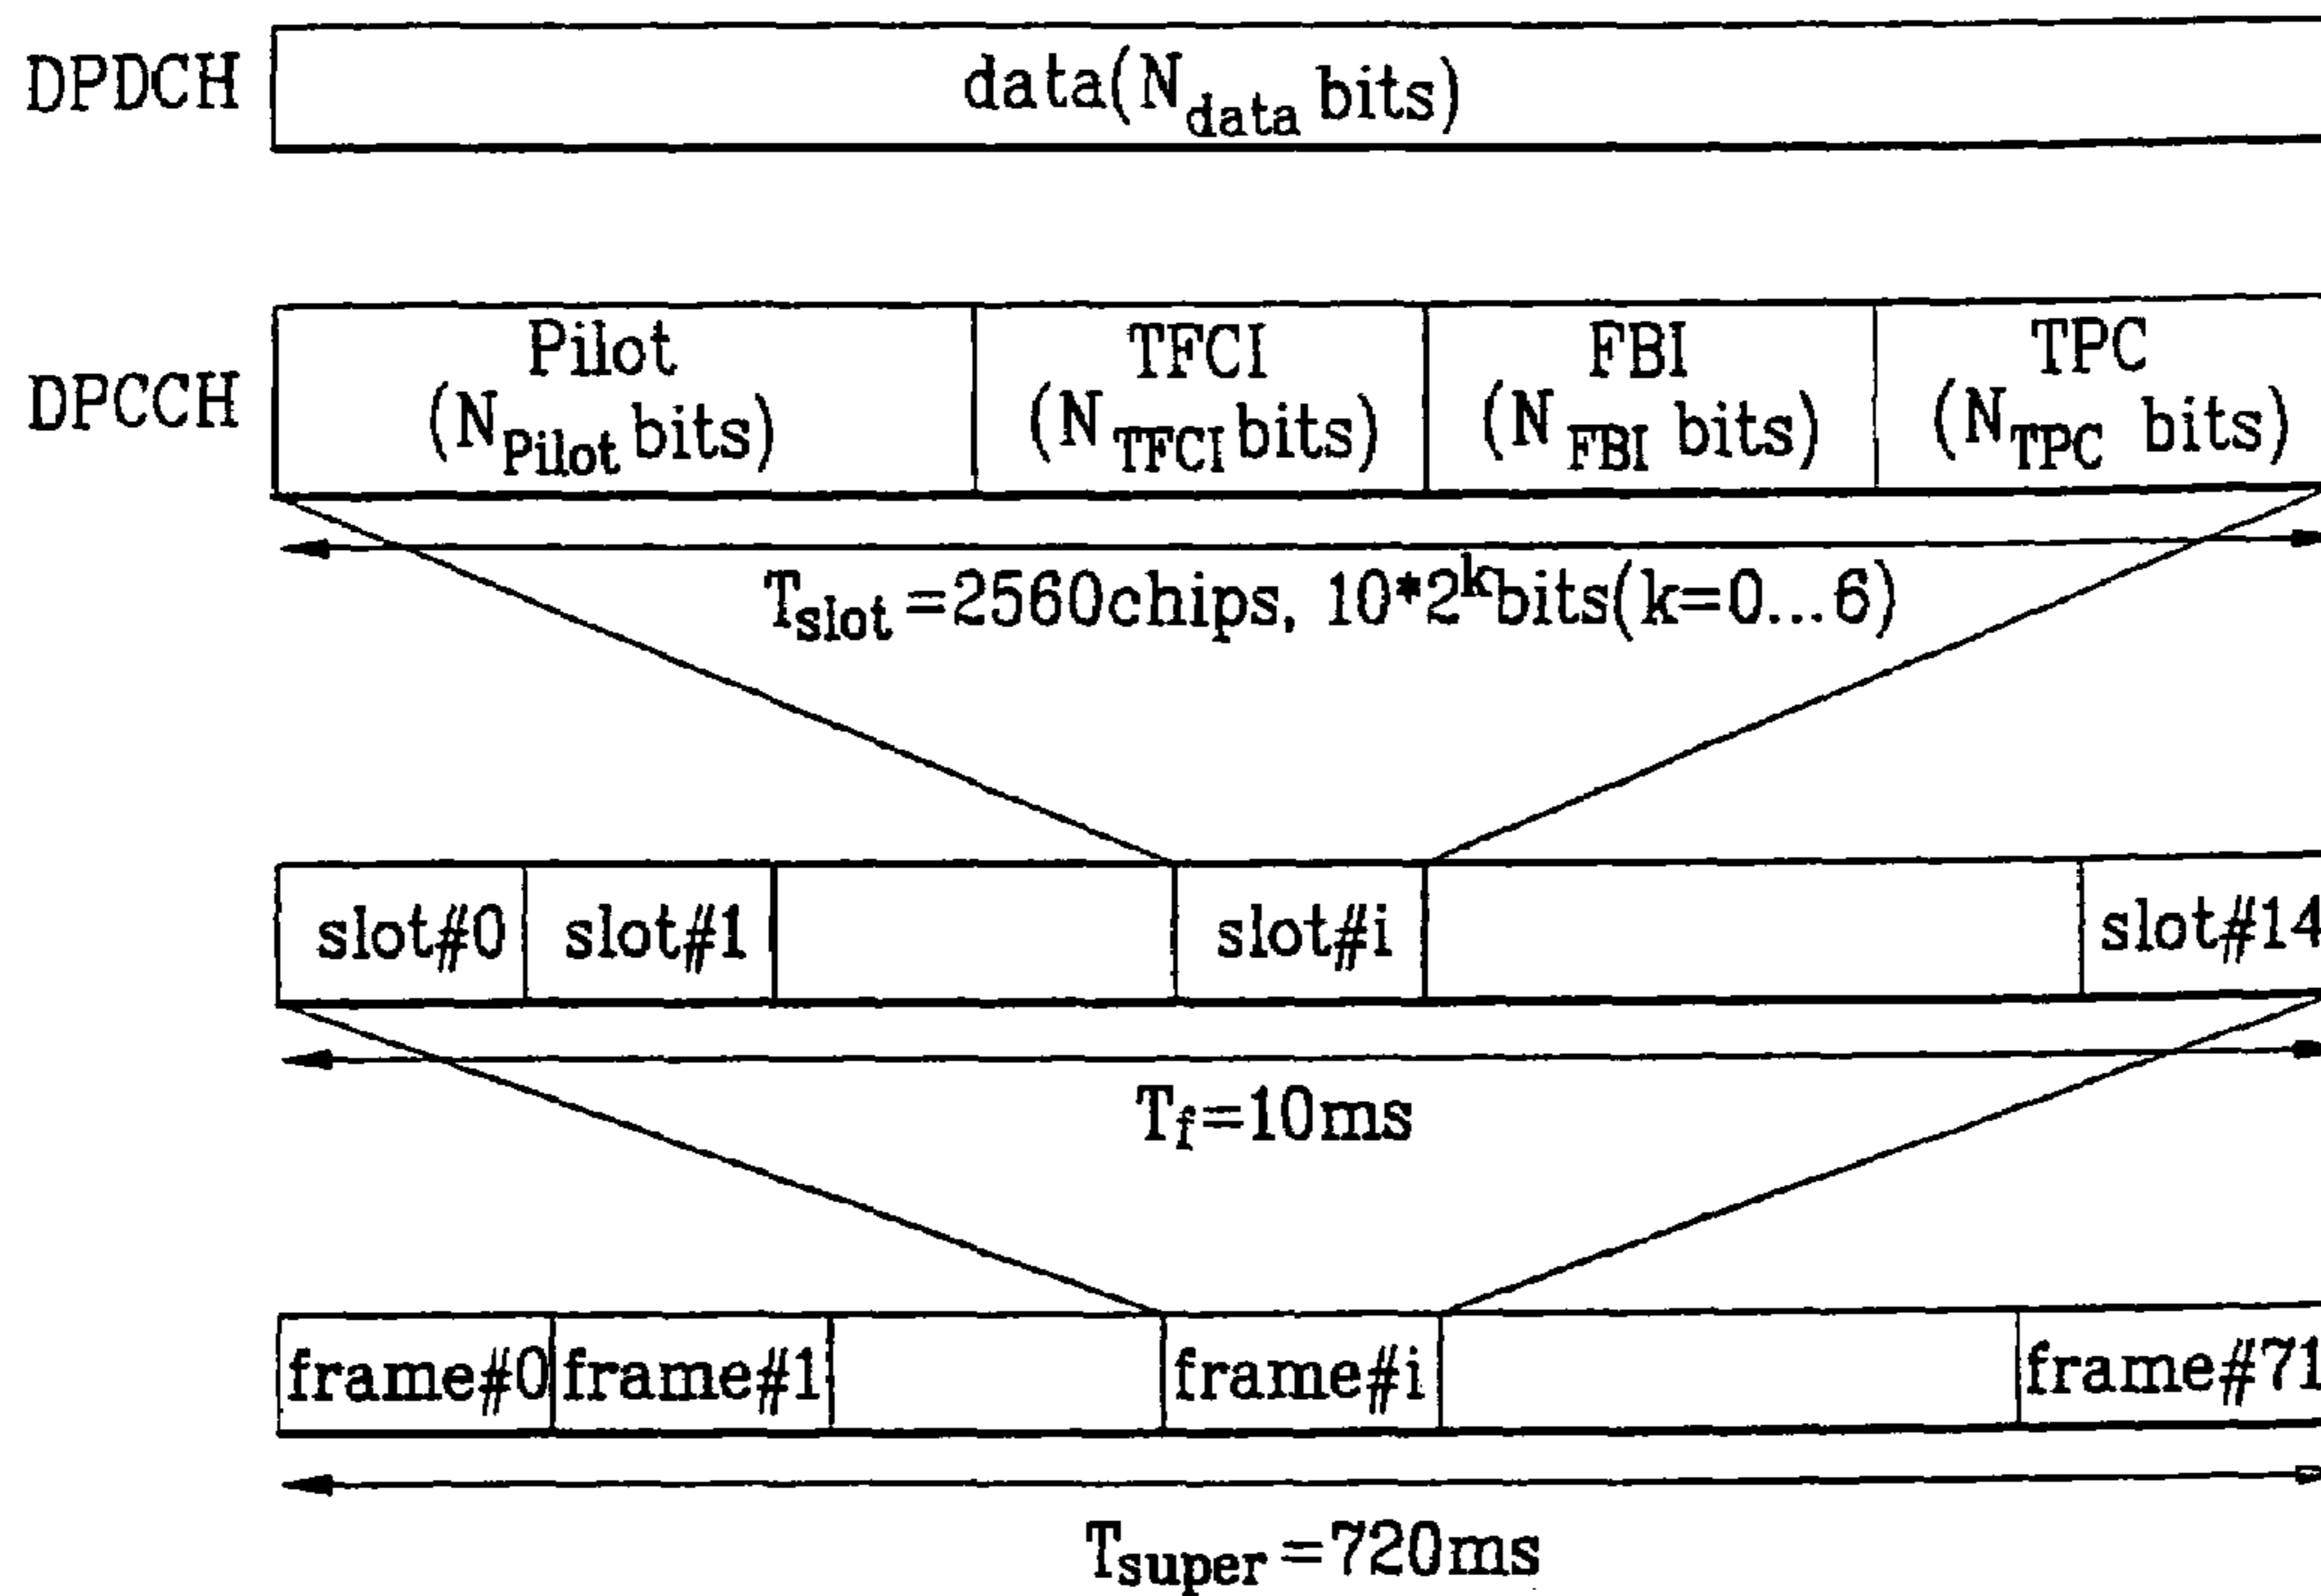 DPDCH data(N_data bits)
Pilot TFCI FBI TPC
DPCCH (N_Pilot bits) (N_TFCI bits) (N_FBI bits) (N_TPC bits)
T_slot=2560chips, 10*2^k bits(k=0...6)
slot#0 slot#1 slot#i slot#14
T_f=10ms
frame#0 frame#1 frame#i frame#71
T_super=720ms